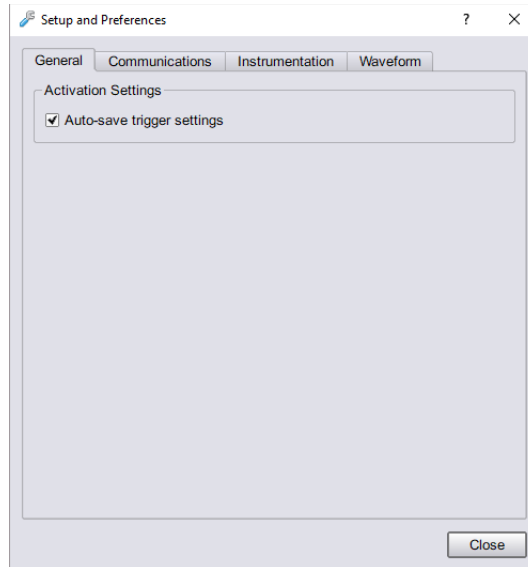 Setup and Preferences ?
General Communications Instrumentation Waveform
Activation Settings
Auto-save trigger settings
Close